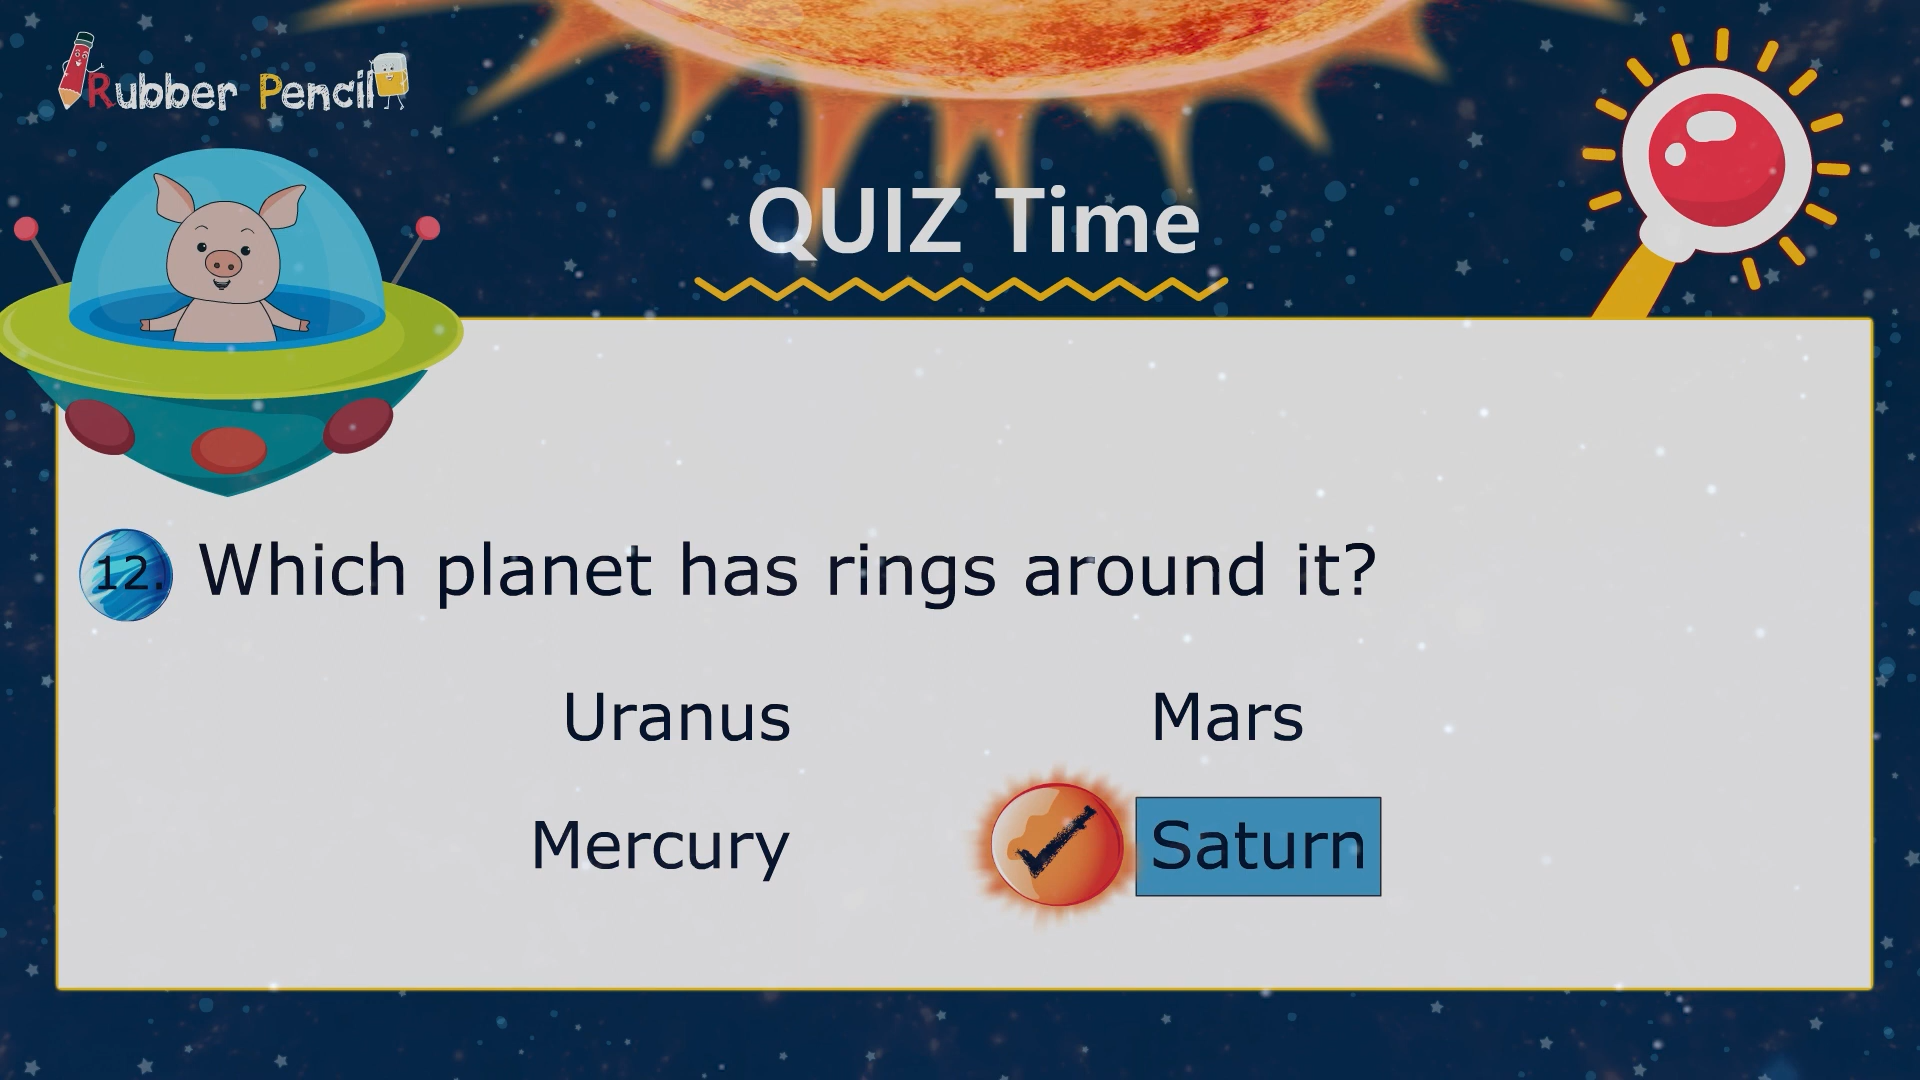 Rubber Pencil
QUIZ Time
12. Which planet has rings around it?
Uranus
Mars
Mercury
Saturn